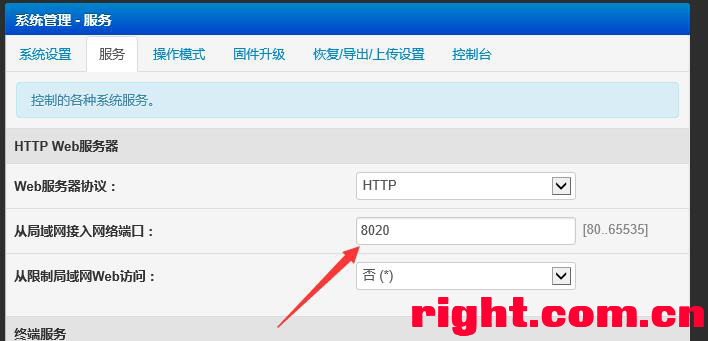 系统管理 - 服务
系统设置 服务 操作模式 固件升级 恢复/导出/上传设置 控制台
控制的各种系统服务。
HTTP Web服务器
Web服务器协议： HTTP
从局域网接入网络端口： 8020 [80..65535]
从限制局域网Web访问： 否 (*)
right.com.cn
终端服务